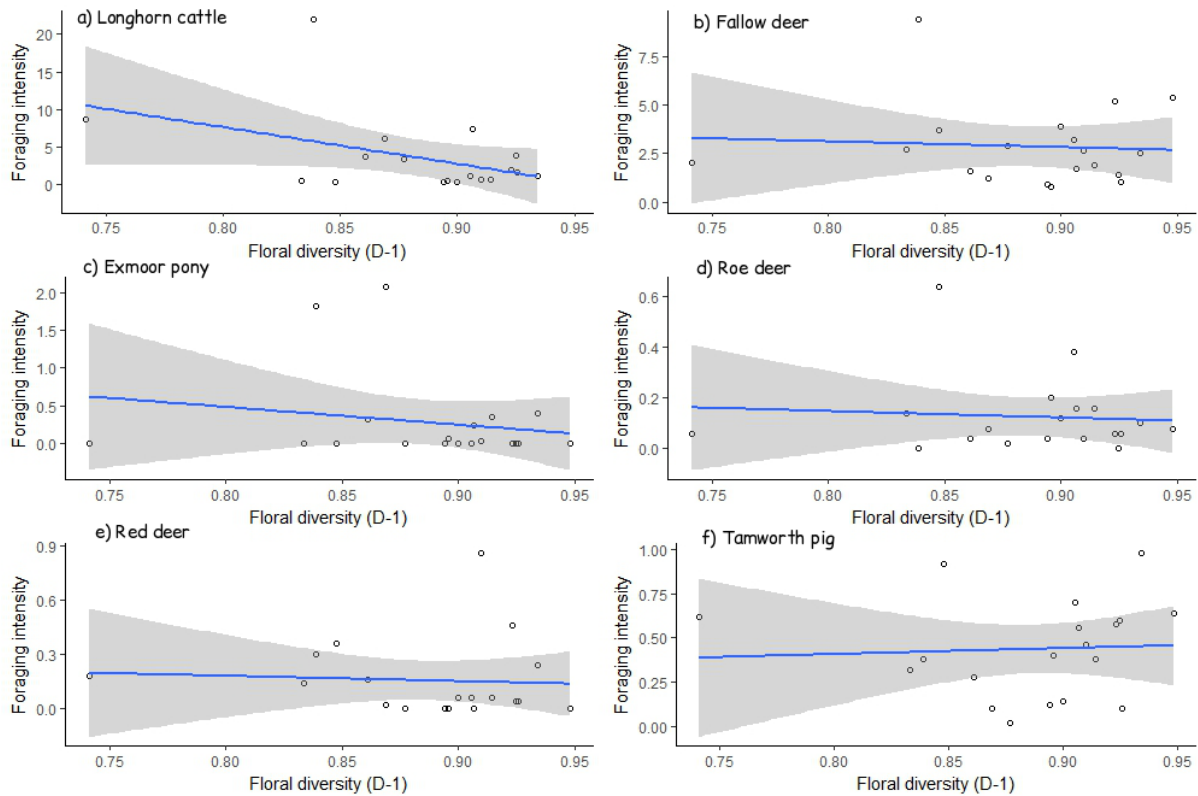 a) Longhorn cattle
Foraging intensity
20
15
10
5
0
0.75 0.80 0.85 0.90 0.95
Floral diversity (D-1)
b) Fallow deer
Foraging intensity
7.5
5.0
2.5
0.0
0.75 0.80 0.85 0.90 0.95
Floral diversity (D-1)
c) Exmoor pony
Foraging intensity
2.0
1.5
1.0
0.5
0.0
0.75 0.80 0.85 0.90 0.95
Floral diversity (D-1)
d) Roe deer
Foraging intensity
0.6
0.4
0.2
0.0
0.75 0.80 0.85 0.90 0.95
Floral diversity (D-1)
e) Red deer
Foraging intensity
0.9
0.6
0.3
0.0
0.75 0.80 0.85 0.90 0.95
Floral diversity (D-1)
f) Tamworth pig
Foraging intensity
1.00
0.75
0.50
0.25
0.00
0.75 0.80 0.85 0.90 0.95
Floral diversity (D-1)